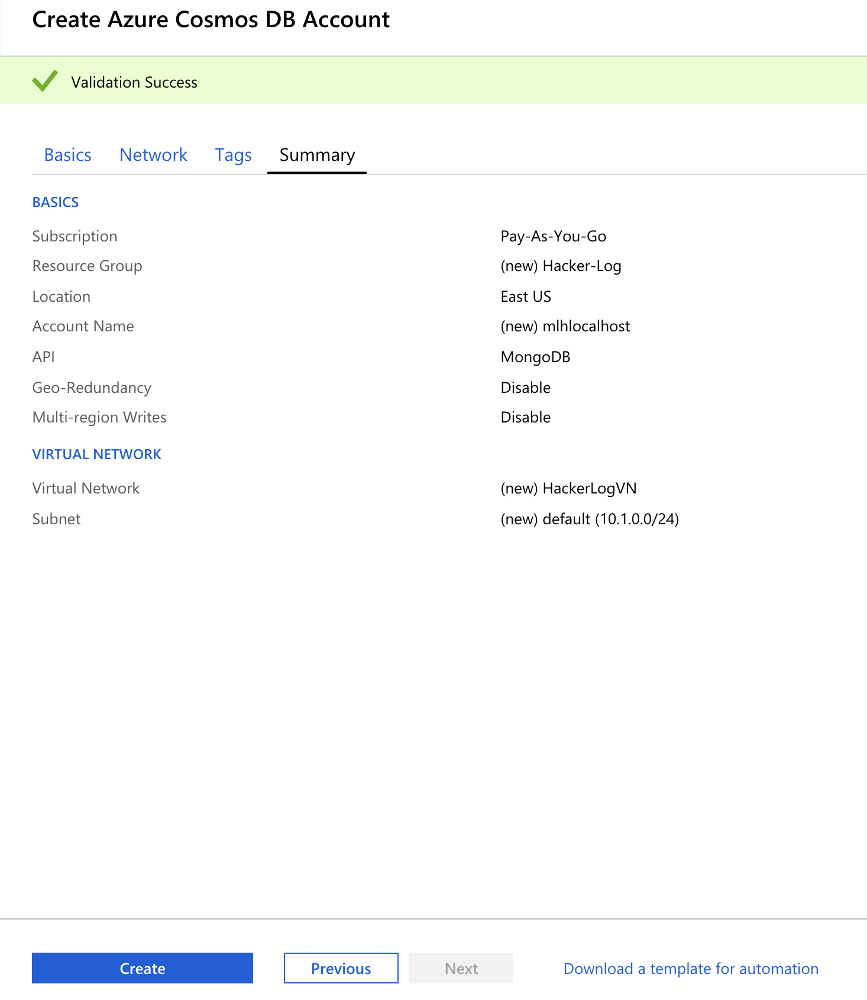 Create Azure Cosmos DB Account
Validation Success
Basics Network Tags Summary
BASICS
Subscription Pay-As-You-Go
Resource Group (new) Hacker-Log
Location East US
Account Name (new) mlhlocalhost
API MongoDB
Geo-Redundancy Disable
Multi-region Writes Disable
VIRTUAL NETWORK
Virtual Network (new) HackerLogVN
Subnet (new) default (10.1.0.0/24)
Create Previous Next Download a template for automation